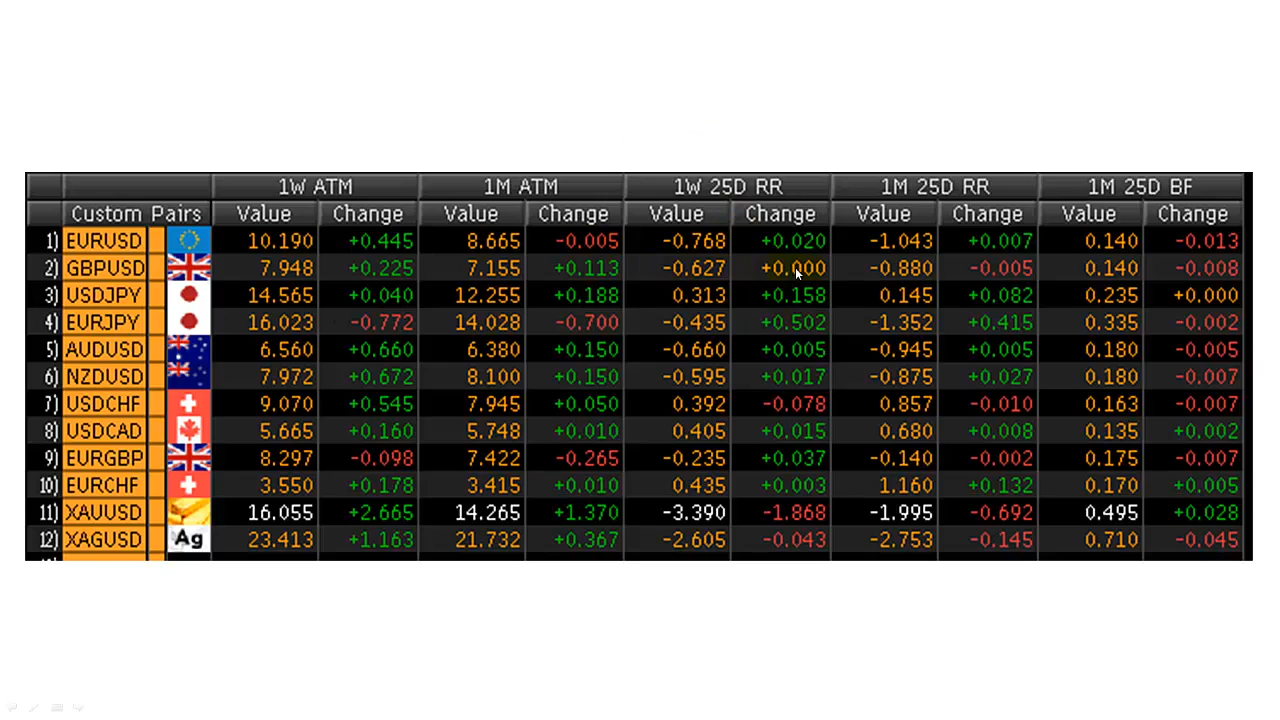 1W ATM 1M ATM 1W 25D RR 1M 25D RR 1M 25D BF
Custom Pairs Value Change Value Change Value Change Value Change Value Change
1) EURUSD 10.190 +0.445 8.665 -0.005 -0.768 +0.020 -1.043 +0.007 0.140 -0.013
2) GBPUSD 7.948 +0.225 7.155 +0.113 -0.627 +0.000 -0.880 -0.005 0.140 -0.008
3) USDJPY 14.565 +0.040 12.255 +0.188 0.313 +0.158 0.145 +0.082 0.235 +0.000
4) EURJPY 16.023 -0.772 14.028 -0.700 -0.435 +0.502 -1.352 +0.415 0.335 -0.002
5) AUDUSD 6.560 +0.660 6.380 +0.150 -0.660 +0.005 -0.945 +0.005 0.180 -0.005
6) NZDUSD 7.972 +0.672 8.100 +0.150 -0.595 +0.017 -0.875 +0.027 0.180 -0.007
7) USDCHF 9.070 +0.545 7.945 +0.050 0.392 -0.078 0.857 -0.010 0.163 -0.007
8) USDCAD 5.665 +0.160 5.748 +0.010 0.405 +0.015 0.680 +0.008 0.135 +0.002
9) EURGBP 8.297 -0.098 7.422 -0.265 -0.235 +0.037 -0.140 -0.002 0.175 -0.007
10) EURCHF 3.550 +0.178 3.415 +0.010 0.435 +0.003 1.160 +0.132 0.170 +0.005
11) XAUUSD 16.055 +2.665 14.265 +1.370 -3.390 -1.868 -1.995 -0.692 0.495 +0.028
12) XAGUSD Ag 23.413 +1.163 21.732 +0.367 -2.605 -0.043 -2.753 -0.145 0.710 -0.045